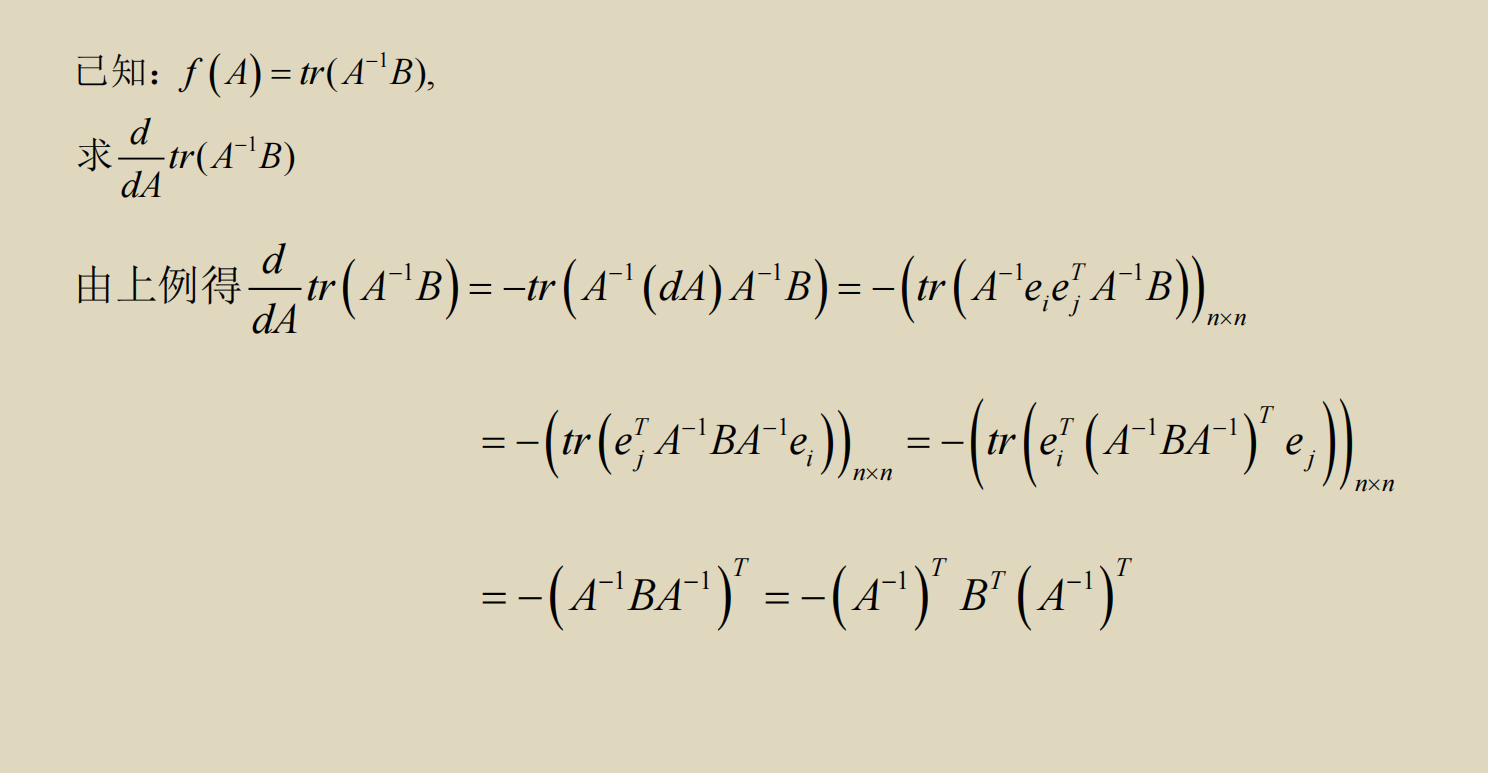 已知：f(A) = tr(A⁻¹B),
求 d/dA tr(A⁻¹B)
由上例得 d/dA tr(A⁻¹B) = −tr(A⁻¹(dA)A⁻¹B) = −(tr(A⁻¹eᵢeⱼᵀA⁻¹B))ₙₓₙ
= −(tr(eⱼᵀA⁻¹BA⁻¹eᵢ))ₙₓₙ = −(tr(eᵢᵀ(A⁻¹BA⁻¹)ᵀeⱼ))ₙₓₙ
= −(A⁻¹BA⁻¹)ᵀ = −(A⁻¹)ᵀBᵀ(A⁻¹)ᵀ